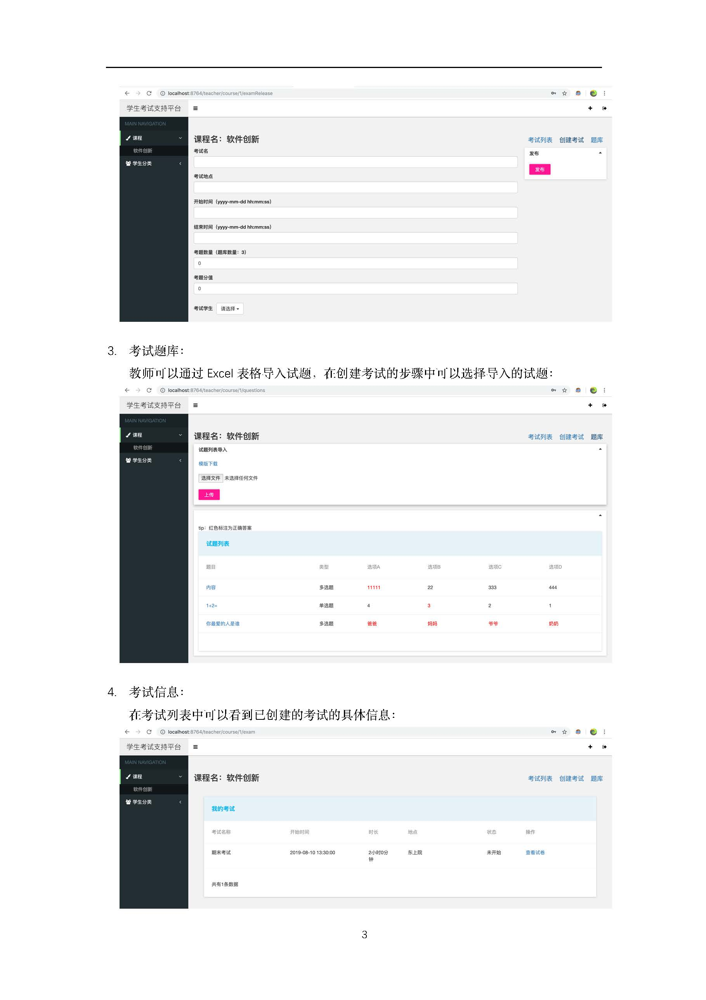 localhost:8764/teacher/course/1/examRelease
学生考试支持平台
MAIN NAVIGATION
课程
软件创新
学生分类
课程名：软件创新
考试列表 创建考试 题库
考试名
发布
发布
考试地点
开始时间（yyyy-mm-dd hh:mm:ss）
结束时间（yyyy-mm-dd hh:mm:ss）
考题数量（题库数量：3）
0
考题分值
0
考试学生 请选择
3. 考试题库：
教师可以通过 Excel 表格导入试题，在创建考试的步骤中可以选择导入的试题：
localhost:8764/teacher/course/1/questions
学生考试支持平台
MAIN NAVIGATION
课程
软件创新
学生分类
课程名：软件创新
考试列表 创建考试 题库
试题列表导入
模版下载
选择文件 未选择任何文件
上传
tip：红色标注为正确答案
试题列表
题目 类型 选项A 选项B 选项C 选项D
内容 多选题 11111 22 333 444
1+2= 单选题 4 3 2 1
你最爱的人是谁 多选题 爸爸 妈妈 爷爷 奶奶
4. 考试信息：
在考试列表中可以看到已创建的考试的具体信息：
localhost:8764/teacher/course/1/exam
学生考试支持平台
MAIN NAVIGATION
课程
软件创新
学生分类
课程名：软件创新
考试列表 创建考试 题库
我的考试
考试名称 开始时间 时长 地点 状态 操作
期末考试 2019-08-10 13:30:00 2小时0分 东上院 未开始 查看试卷
钟
共有1条数据
3